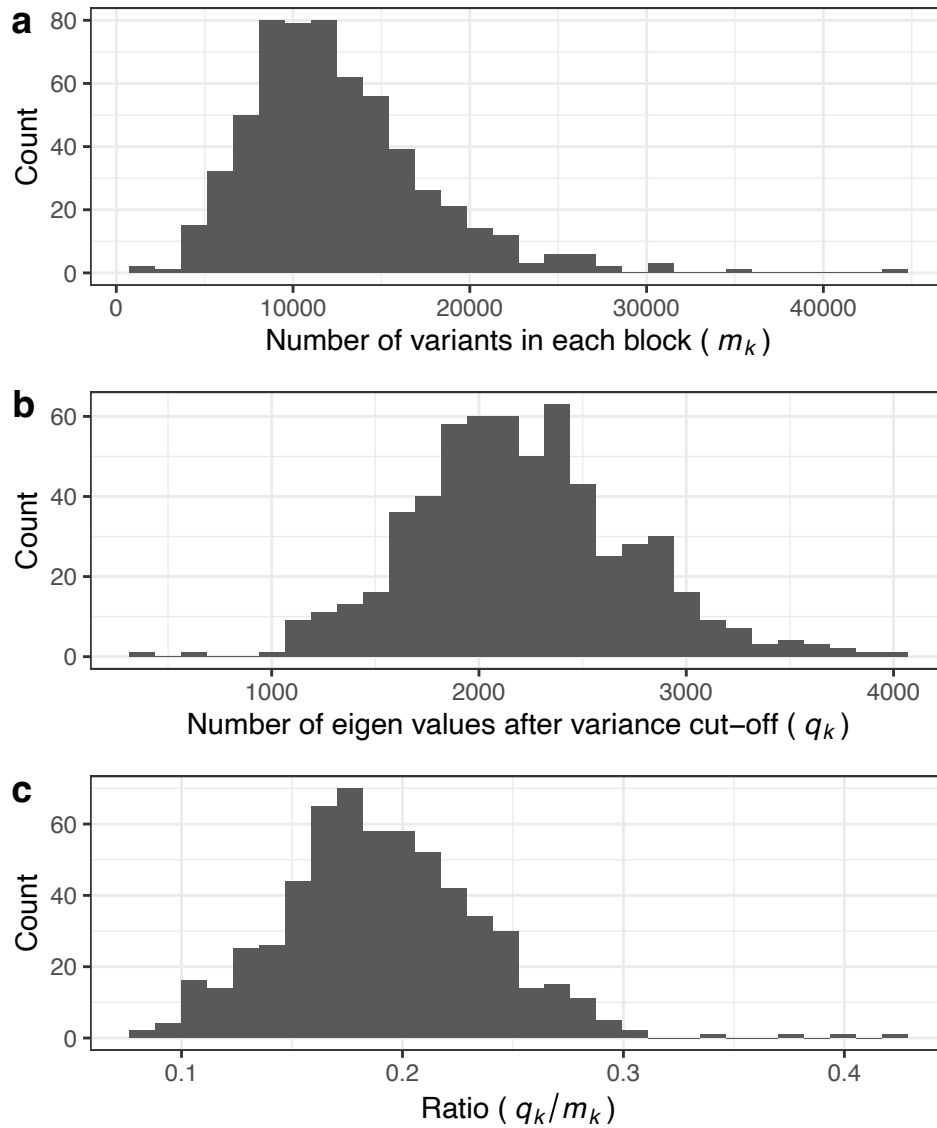 a
80
60
40
20
0
Count
0 10000 20000 30000 40000
Number of variants in each block ( m_k)
b
60
40
20
0
Count
1000 2000 3000 4000
Number of eigen values after variance cut−off ( q_k)
c
60
40
20
0
Count
0.1 0.2 0.3 0.4
Ratio ( q_k/m_k)